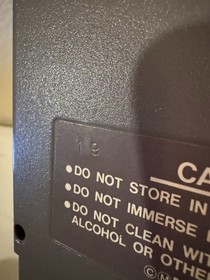 19
CA
• DO NOT STORE IN
• DO NOT IMMERSE
• DO NOT CLEAN WIT
ALCOHOL OR OTHE
© M